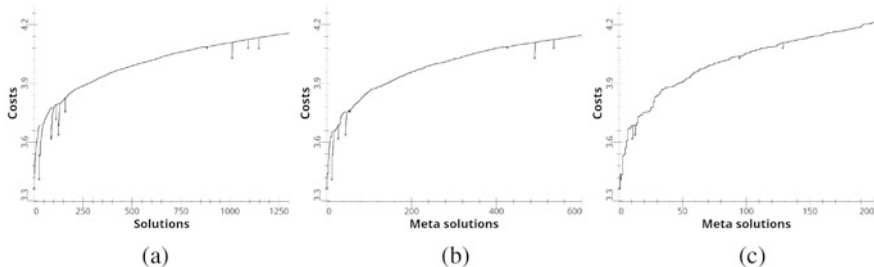 4.2
3.9
3.6
3.3
Costs
0 250 500 750 1000 1250
Solutions
(a)
4.2
3.9
3.6
3.3
Costs
0 200 400 600
Meta solutions
(b)
4.2
3.9
3.6
3.3
Costs
0 50 100 150 200
Meta solutions
(c)